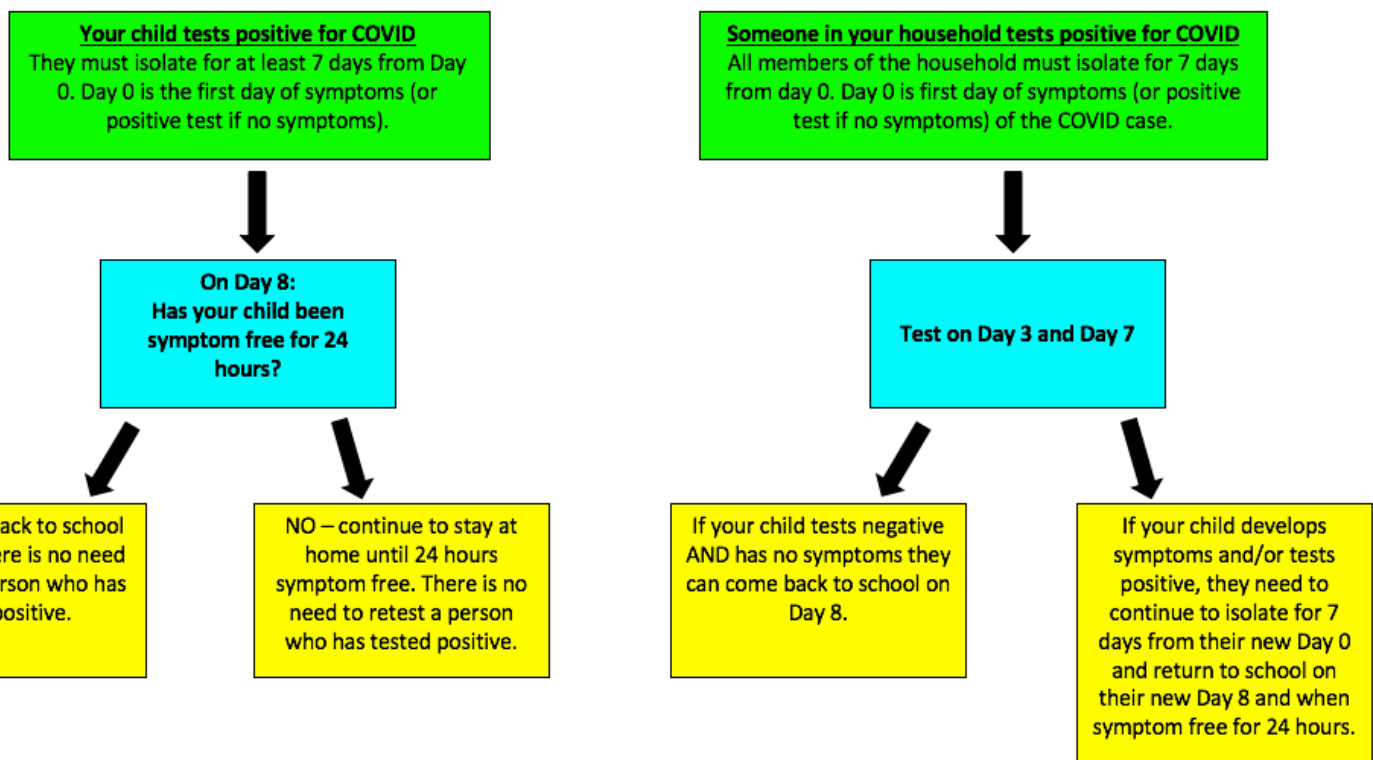 Your child tests positive for COVID
They must isolate for at least 7 days from Day
0. Day 0 is the first day of symptoms (or
positive test if no symptoms).
On Day 8:
Has your child been
symptom free for 24
hours?
ack to school
ere is no need
rson who has
ositive.
NO – continue to stay at
home until 24 hours
symptom free. There is no
need to retest a person
who has tested positive.
Someone in your household tests positive for COVID
All members of the household must isolate for 7 days
from day 0. Day 0 is first day of symptoms (or positive
test if no symptoms) of the COVID case.
Test on Day 3 and Day 7
If your child tests negative
AND has no symptoms they
can come back to school on
Day 8.
If your child develops
symptoms and/or tests
positive, they need to
continue to isolate for 7
days from their new Day 0
and return to school on
their new Day 8 and when
symptom free for 24 hours.